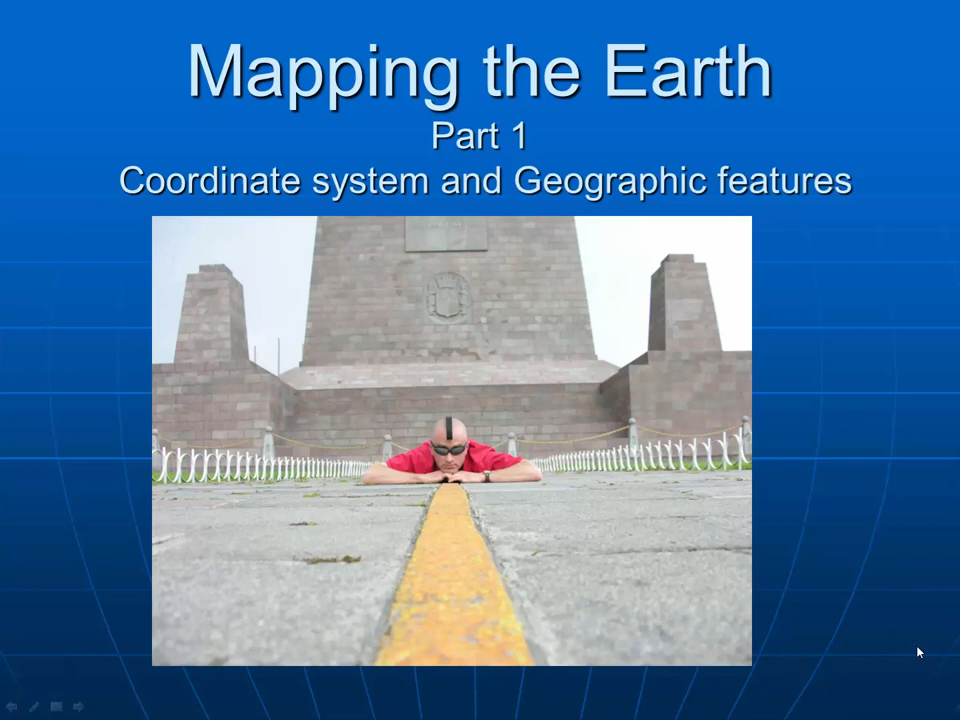 Mapping the Earth
Part 1
Coordinate system and Geographic features